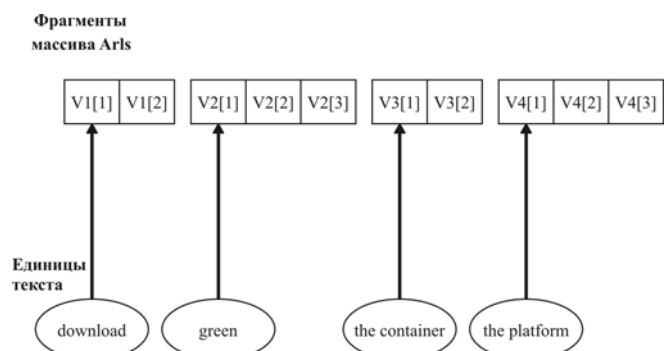 Фрагменты
массива Arls
V1[1] V1[2] V2[1] V2[2] V2[3] V3[1] V3[2] V4[1] V4[2] V4[3]
Единицы
текста
download green the container the platform